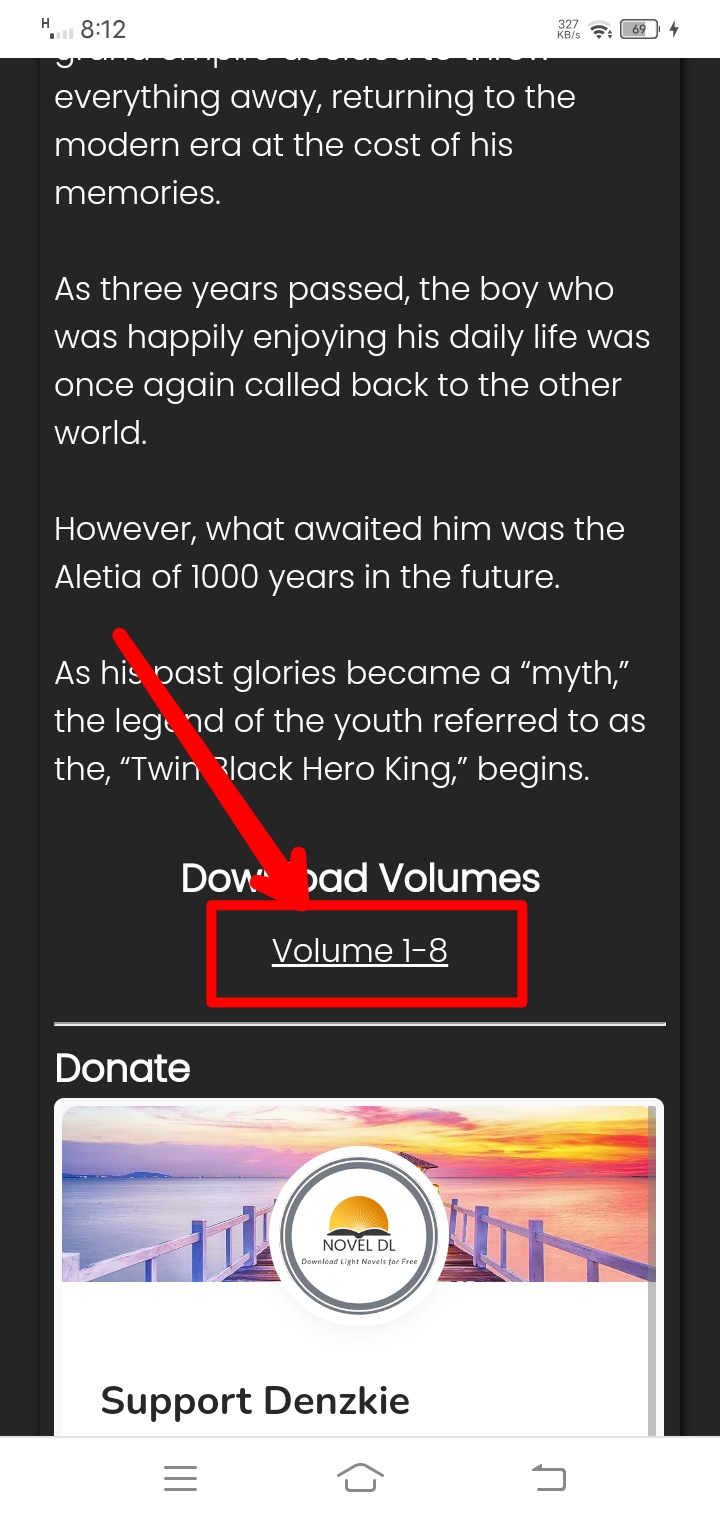 H 8:12 327 KB/s 69
everything away, returning to the
modern era at the cost of his
memories.
As three years passed, the boy who
was happily enjoying his daily life was
once again called back to the other
world.
However, what awaited him was the
Aletia of 1000 years in the future.
As his past glories became a “myth,”
the legend of the youth referred to as
the, “Twin Black Hero King,” begins.
Download Volumes
Volume 1-8
Donate
NOVEL DL
Download Light Novels for Free
Support Denzkie